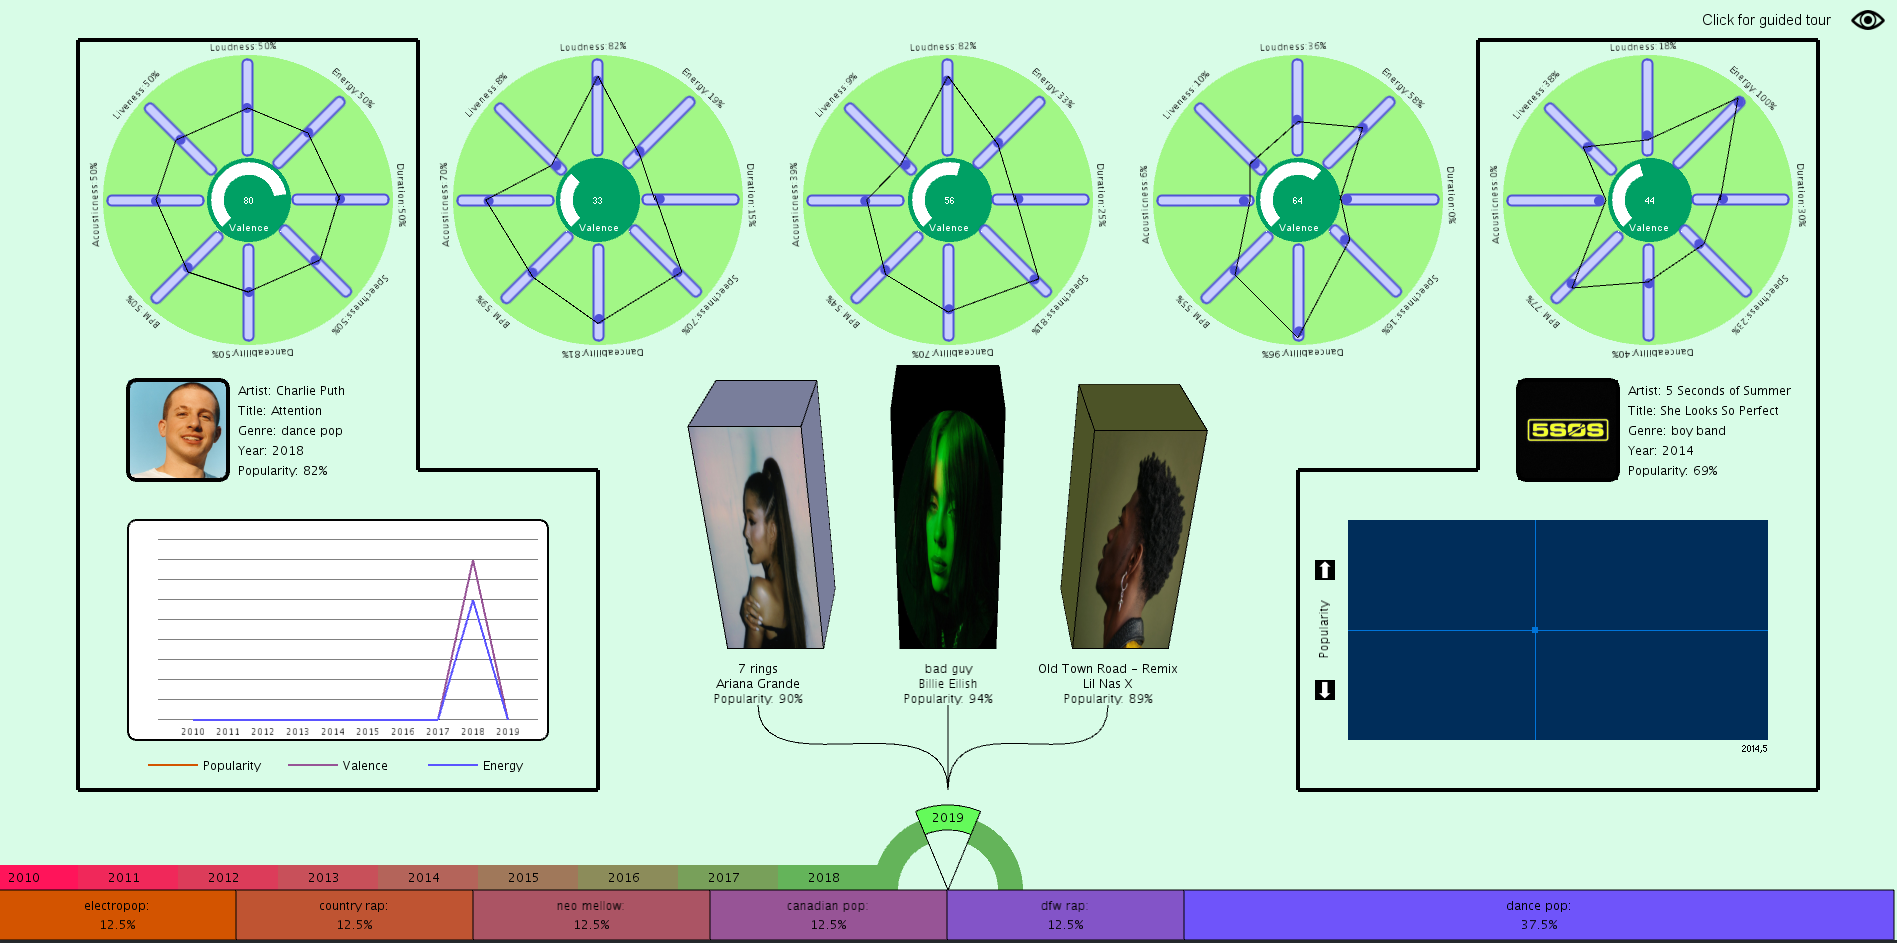 Click for guided tour
Loudness:50%
Energy:50%
Duration:50%
Speechness:50%
Danceability:50%
BPM 50%
Acousticness 50%
Liveness 50%
80
Valence
Loudness:82%
Energy:19%
Duration:15%
Speechness:70%
Danceability:81%
BPM 59%
Acousticness 70%
Liveness 8%
33
Valence
Loudness:82%
Energy:33%
Duration:25%
Speechness:81%
Danceability:70%
BPM 54%
Acousticness 39%
Liveness 9%
56
Valence
Loudness:36%
Energy:58%
Duration:0%
Speechness:16%
Danceability:96%
BPM 55%
Acousticness 6%
Liveness 10%
64
Valence
Loudness:18%
Energy:100%
Duration:30%
Speechness:23%
Danceability:40%
BPM 77%
Acousticness 0%
Liveness 38%
44
Valence
Artist: Charlie Puth
Title: Attention
Genre: dance pop
Year: 2018
Popularity: 82%
5SOS
Artist: 5 Seconds of Summer
Title: She Looks So Perfect
Genre: boy band
Year: 2014
Popularity: 69%
2010 2011 2012 2013 2014 2015 2016 2017 2018 2019
Popularity Valence Energy
7 rings
Ariana Grande
Popularity: 90%
bad guy
Billie Eilish
Popularity: 94%
Old Town Road - Remix
Lil Nas X
Popularity: 89%
Popularity
2014,5
2019
2010 2011 2012 2013 2014 2015 2016 2017 2018
electropop:
12.5%
country rap:
12.5%
neo mellow:
12.5%
canadian pop:
12.5%
dfw rap:
12.5%
dance pop:
37.5%